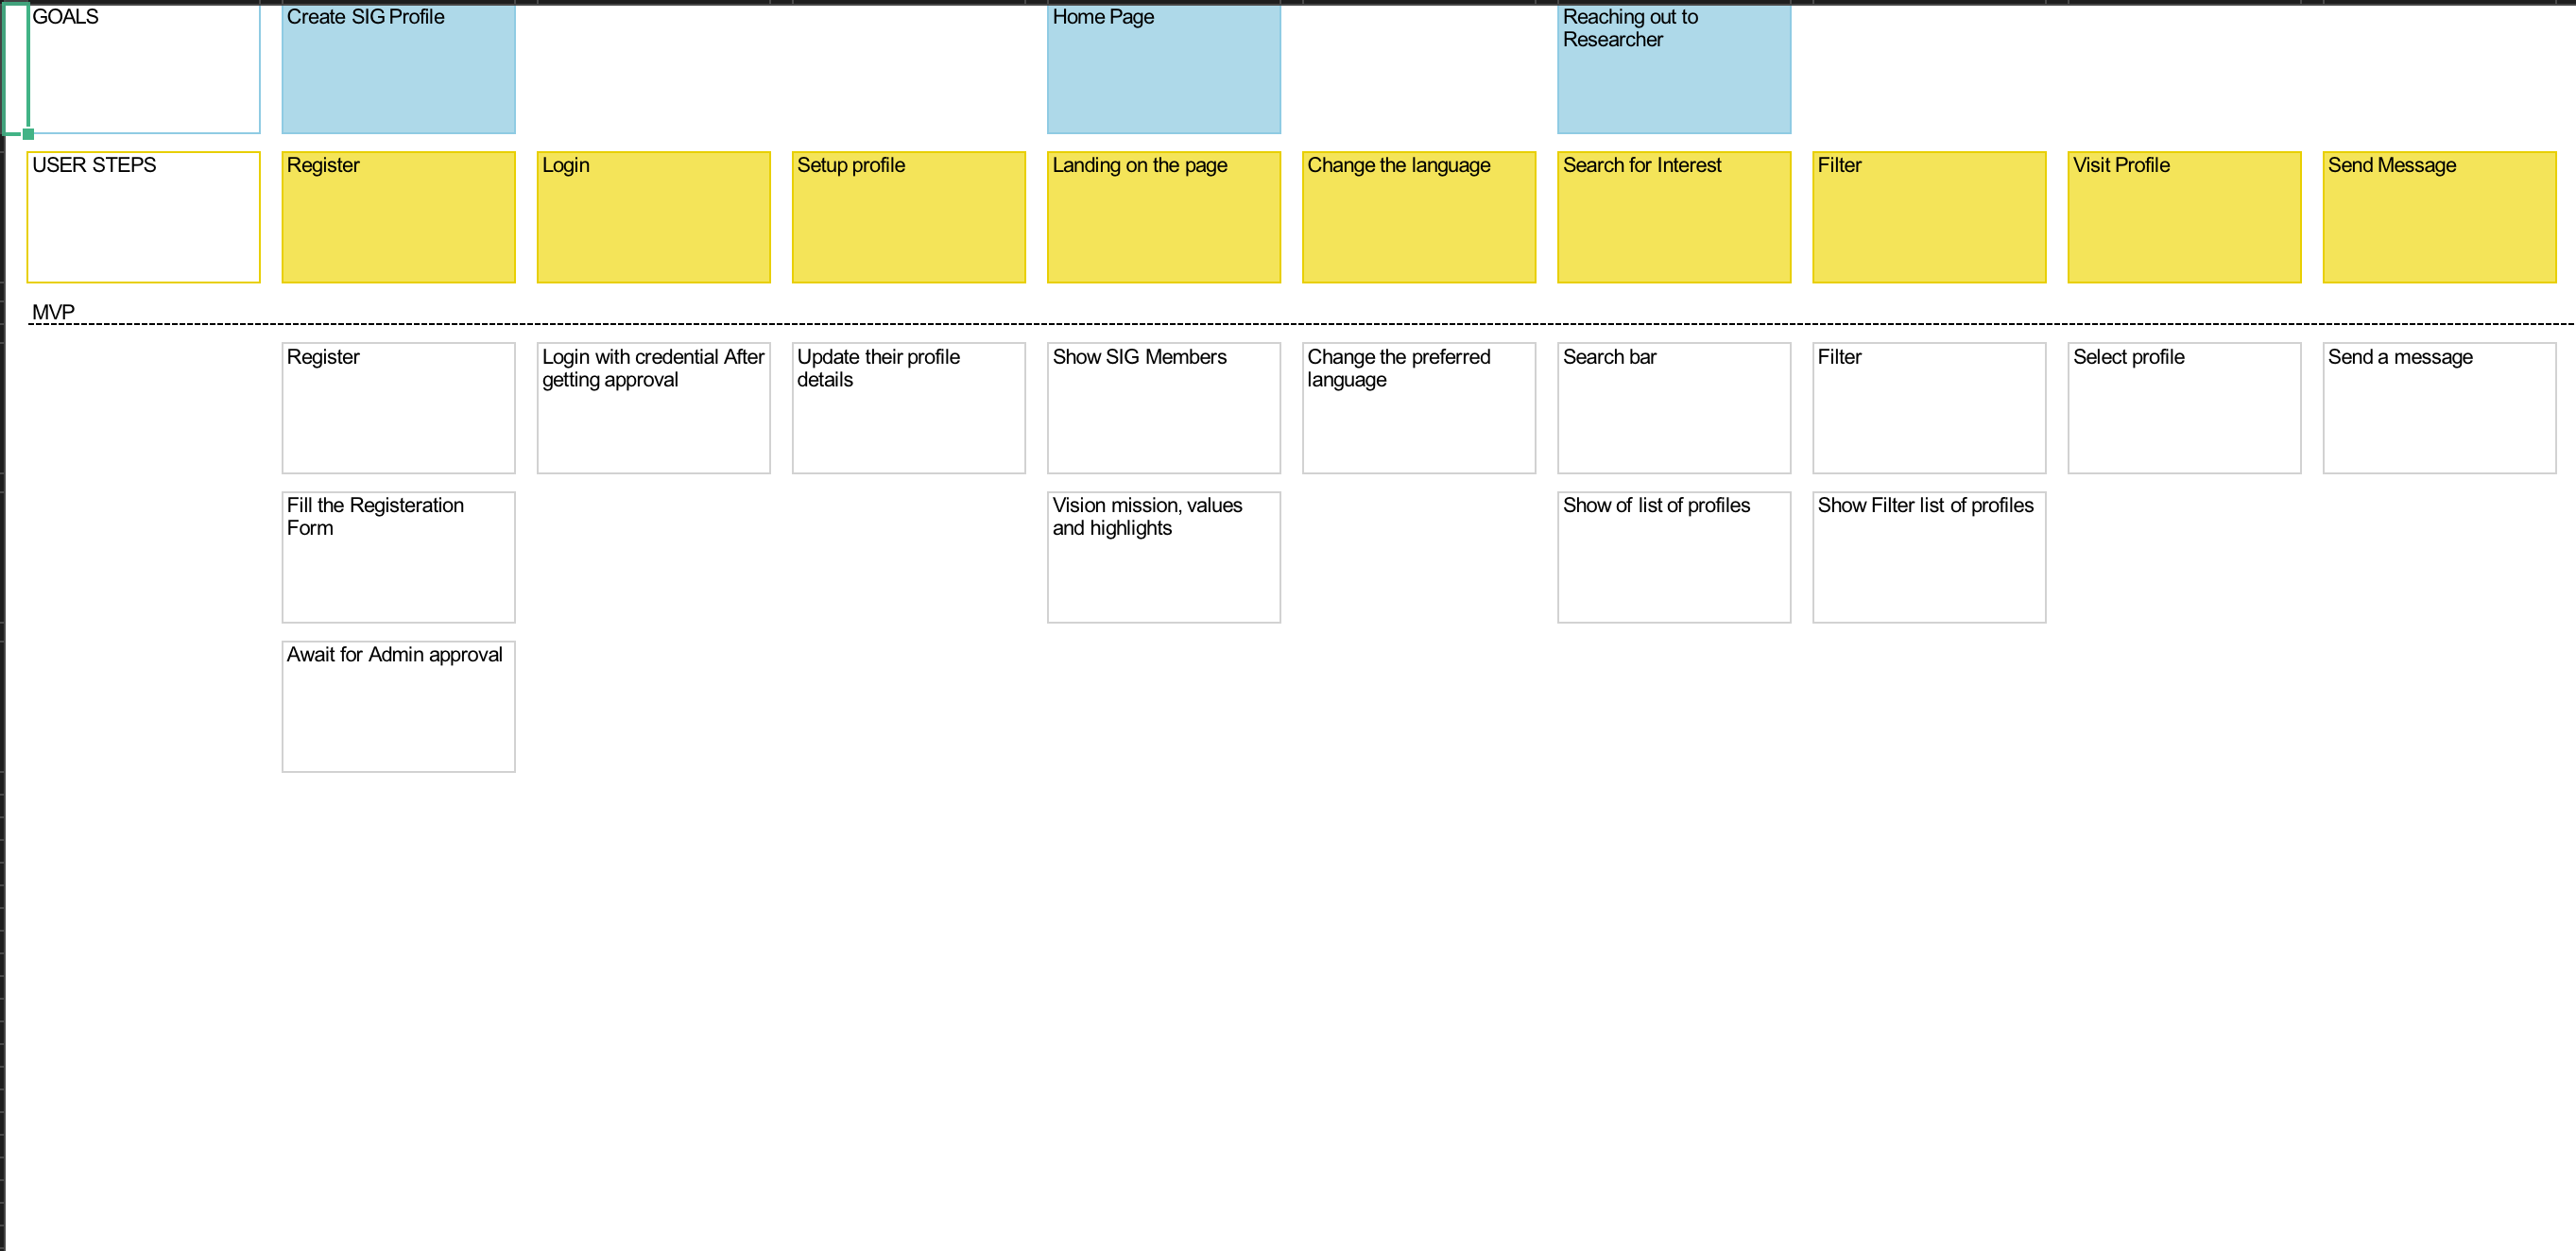 GOALS
Create SIG Profile
Home Page
Reaching out to
Researcher
USER STEPS
Register
Login
Setup profile
Landing on the page
Change the language
Search for Interest
Filter
Visit Profile
Send Message
MVP
Register
Login with credential After
getting approval
Update their profile
details
Show SIG Members
Change the preferred
language
Search bar
Filter
Select profile
Send a message
Fill the Registeration
Form
Vision mission, values
and highlights
Show of list of profiles
Show Filter list of profiles
Await for Admin approval